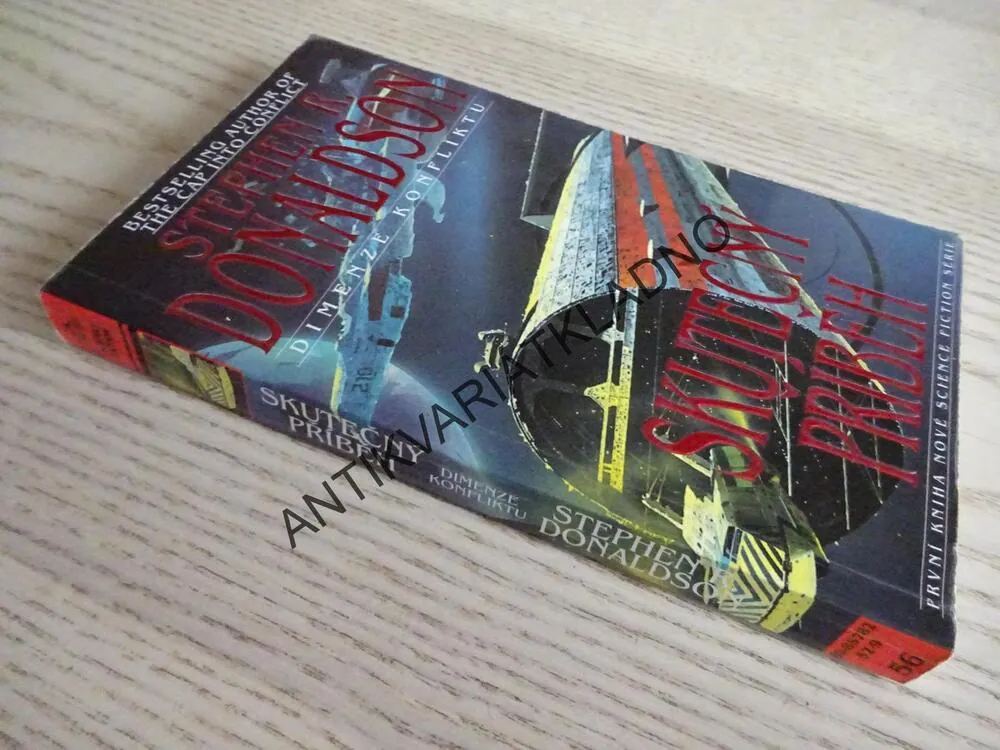 BESTSELLING AUTHOR OF
THE CAP INTO CONFLICT
STEPHEN R.
DONALDSON
DIMENZE KONFLIKTU
SKUTEČNÝ
PŘÍBĚH
PRVNÍ KNIHA NOVÉ SCIENCE FICTION SÉRIE
SKUTEČNÝ
PŘÍBĚH
DIMENZE
KONFLIKTU
STEPHEN R.
DONALDSON
56
ANTIKVARIATKLADNO